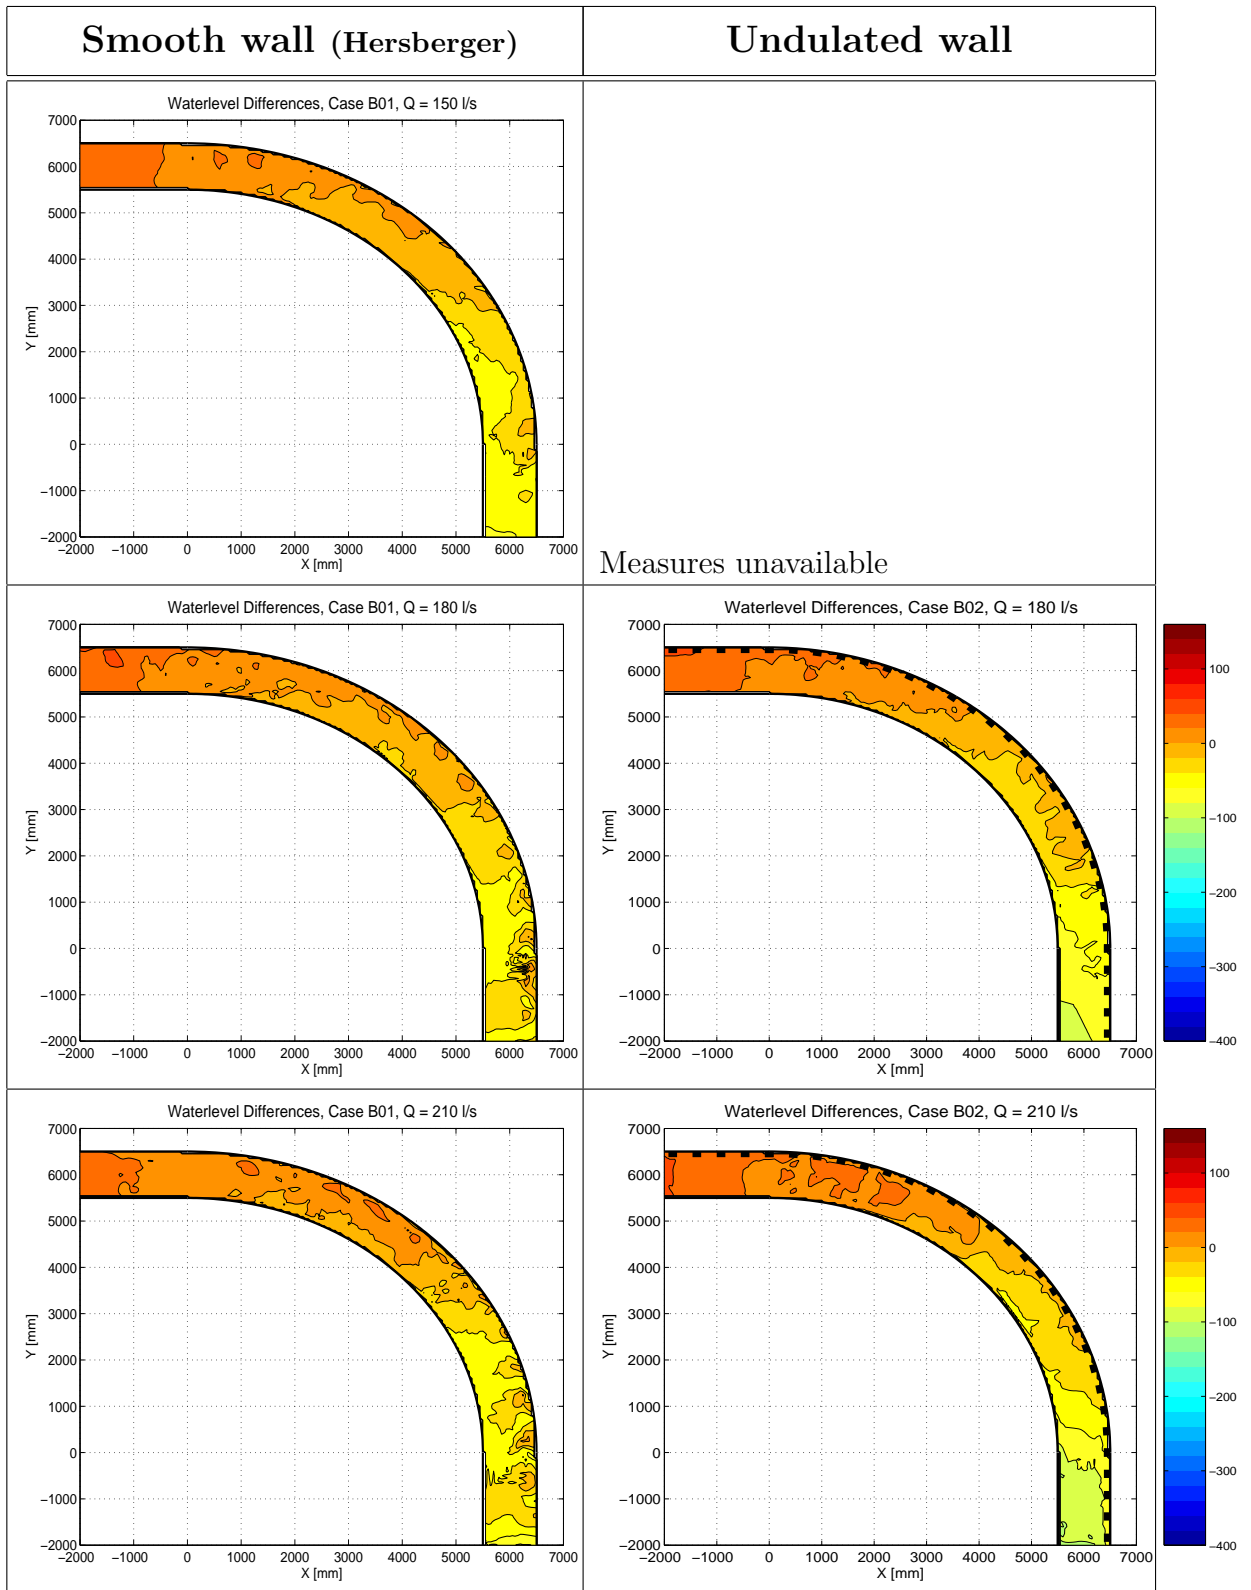 Smooth wall (Hersberger)
Undulated wall
Waterlevel Differences, Case B01, Q = 150 l/s
7000
6000
5000
4000
3000
2000
1000
0
−1000
−2000
Y [mm]
−2000 −1000 0 1000 2000 3000 4000 5000 6000 7000
X [mm]
Measures unavailable
Waterlevel Differences, Case B01, Q = 180 l/s
7000
6000
5000
4000
3000
2000
1000
0
−1000
−2000
Y [mm]
−2000 −1000 0 1000 2000 3000 4000 5000 6000 7000
X [mm]
Waterlevel Differences, Case B02, Q = 180 l/s
7000
6000
5000
4000
3000
2000
1000
0
−1000
−2000
Y [mm]
−2000 −1000 0 1000 2000 3000 4000 5000 6000 7000
X [mm]
100
0
−100
−200
−300
−400
Waterlevel Differences, Case B01, Q = 210 l/s
7000
6000
5000
4000
3000
2000
1000
0
−1000
−2000
Y [mm]
−2000 −1000 0 1000 2000 3000 4000 5000 6000 7000
X [mm]
Waterlevel Differences, Case B02, Q = 210 l/s
7000
6000
5000
4000
3000
2000
1000
0
−1000
−2000
Y [mm]
−2000 −1000 0 1000 2000 3000 4000 5000 6000 7000
X [mm]
100
0
−100
−200
−300
−400